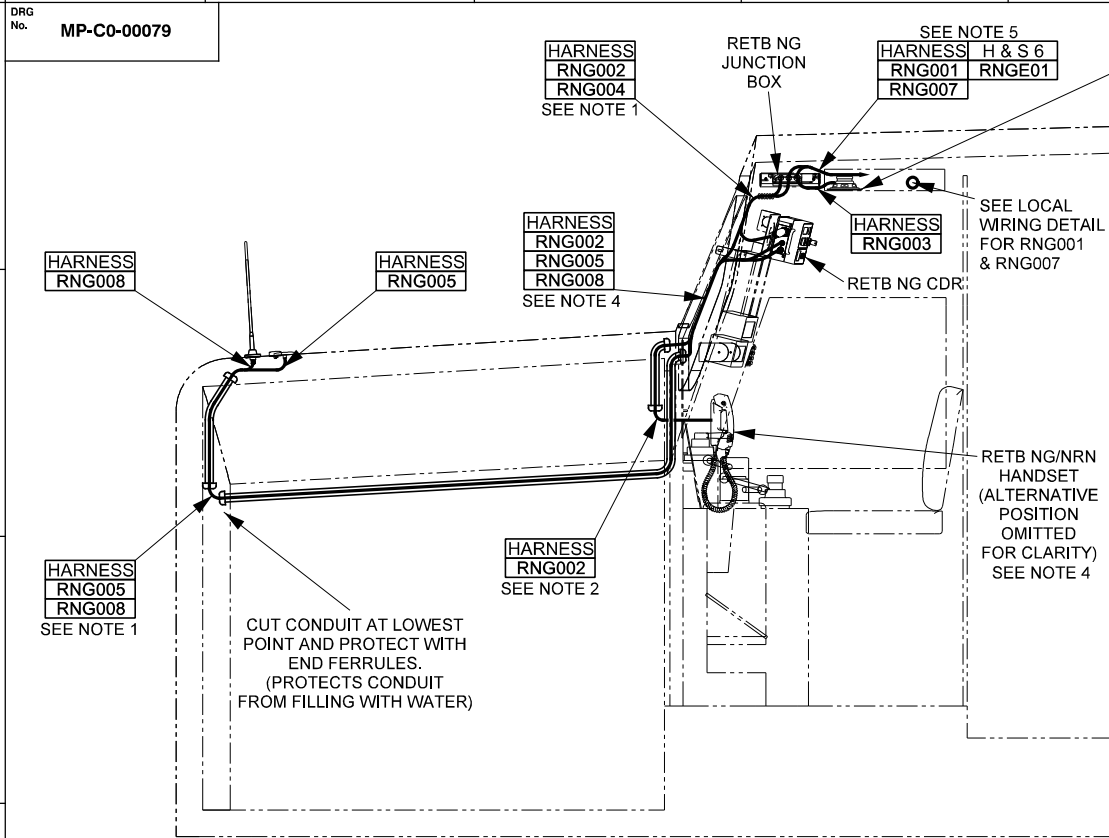 DRG
No.
MP-C0-00079
SEE NOTE 5
HARNESS H & S 6
RNG001 RNGE01
RNG007
HARNESS
RNG002
RNG004
SEE NOTE 1
RETB NG
JUNCTION
BOX
SEE LOCAL
WIRING DETAIL
FOR RNG001
& RNG007
HARNESS
RNG003
RETB NG CDR
HARNESS
RNG002
RNG005
RNG008
SEE NOTE 4
HARNESS
RNG008
HARNESS
RNG005
RETB NG/NRN
HANDSET
(ALTERNATIVE
POSITION
OMITTED
FOR CLARITY)
SEE NOTE 4
HARNESS
RNG002
SEE NOTE 2
HARNESS
RNG005
RNG008
SEE NOTE 1
CUT CONDUIT AT LOWEST
POINT AND PROTECT WITH
END FERRULES.
(PROTECTS CONDUIT
FROM FILLING WITH WATER)